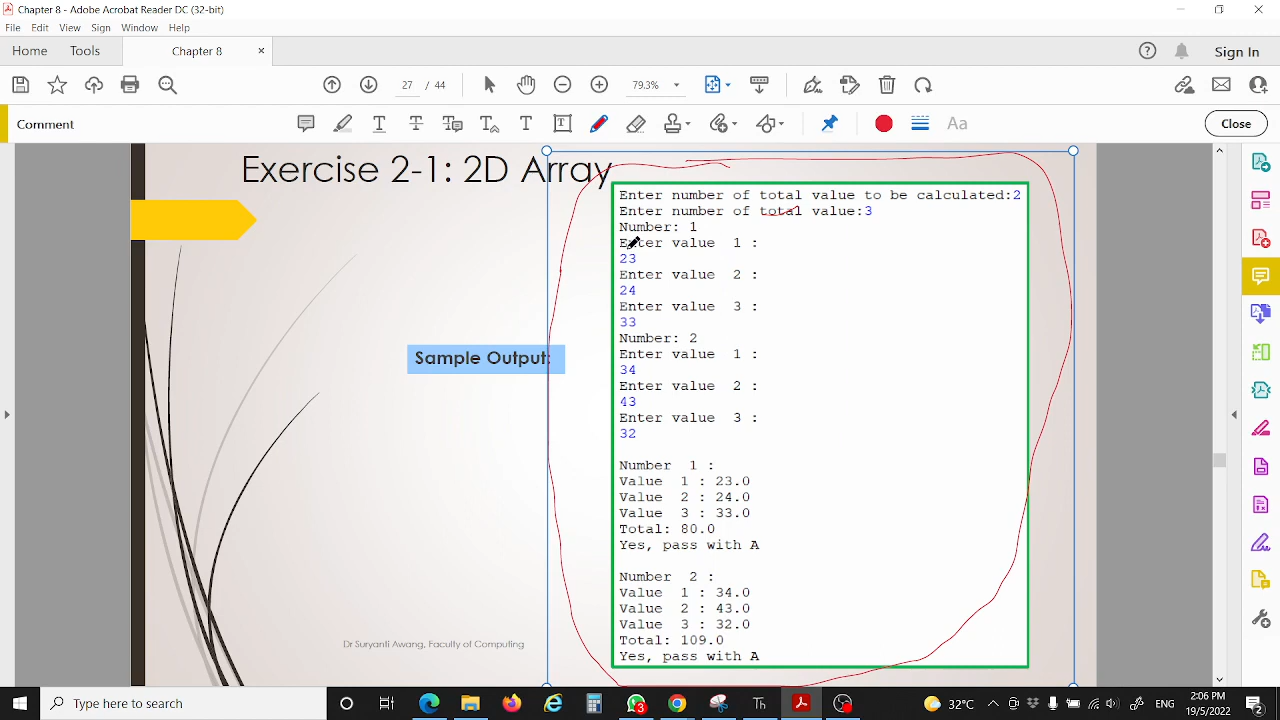 Chapter 8 - Adobe Acrobat Reader DC (32-bit)
File Edit View Sign Window Help
Home Tools Chapter 8 × Sign In
27 / 44 79.3%
Comment Aa Close
Exercise 2-1: 2D Array
Enter number of total value to be calculated:2
Enter number of total value:3
Number: 1
Enter value 1 :
23
Enter value 2 :
24
Enter value 3 :
33
Number: 2
Enter value 1 :
34
Enter value 2 :
43
Enter value 3 :
32
Sample Output:
Number 1 :
Value 1 : 23.0
Value 2 : 24.0
Value 3 : 33.0
Total: 80.0
Yes, pass with A
Number 2 :
Value 1 : 34.0
Value 2 : 43.0
Value 3 : 32.0
Total: 109.0
Yes, pass with A
Dr Suryanti Awang, Faculty of Computing
Type here to search
3
Th
32°C
2:06 PM
19/5/2022
2